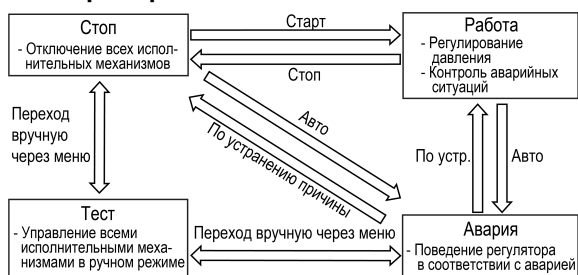 Стоп
- Отключение всех испол-
нительных механизмов
Старт
Стоп
Работа
- Регулирование
давления
- Контроль аварийных
ситуаций
Переход
вручную
через меню
Авто
По устранению причины
По устр.
Авто
Тест
- Управление всеми
исполнительными меха-
низмами в ручном режиме
Переход вручную через меню
Авария
- Поведение регулятора
в соответствии с аварией